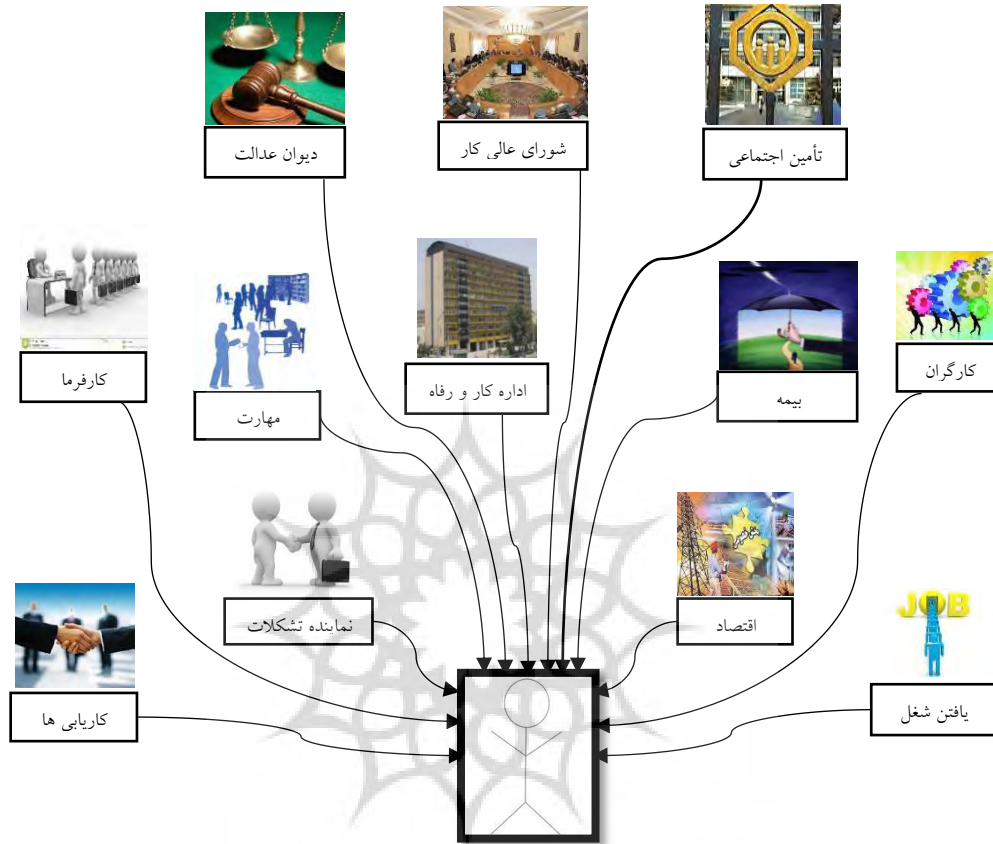 دیوان عدالت
شورای عالی کار
تأمین اجتماعی
کارفرما
مهارت
اداره کار و رفاه
بیمه
کارگران
نماینده تشکلات
اقتصاد
JOB
کاریابی ها
یافتن شغل